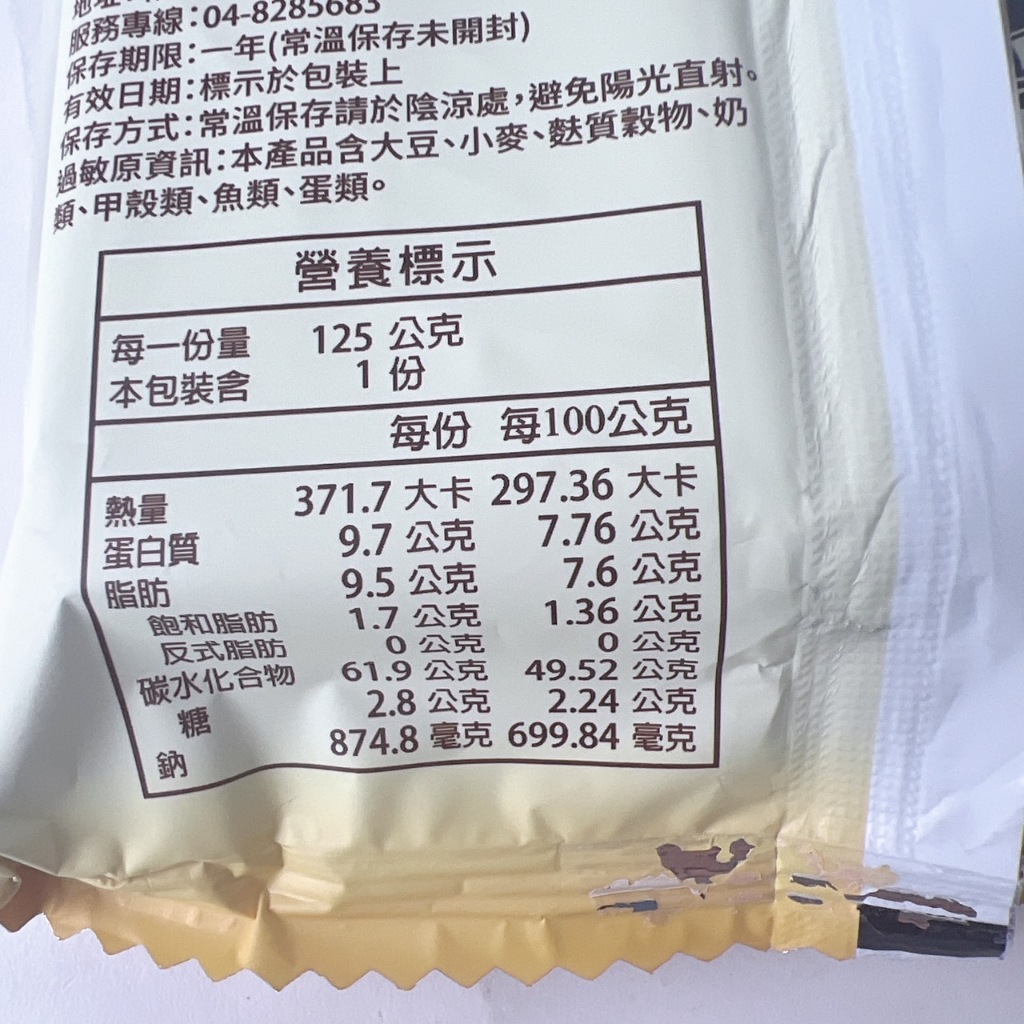 服務專線:04-8285683
保存期限:一年(常溫保存未開封)
有效日期:標示於包裝上
保存方式:常溫保存請於陰涼處,避免陽光直射。
過敏原資訊:本產品含大豆、小麥、麩質穀物、奶
類、甲殼類、魚類、蛋類。
營養標示
每一份量 125 公克
本包裝含 1 份
每份 每100公克
熱量 371.7 大卡 297.36 大卡
蛋白質 9.7 公克 7.76 公克
脂肪 9.5 公克 7.6 公克
飽和脂肪 1.7 公克 1.36 公克
反式脂肪 0 公克 0 公克
碳水化合物 61.9 公克 49.52 公克
糖 2.8 公克 2.24 公克
鈉 874.8 毫克 699.84 毫克